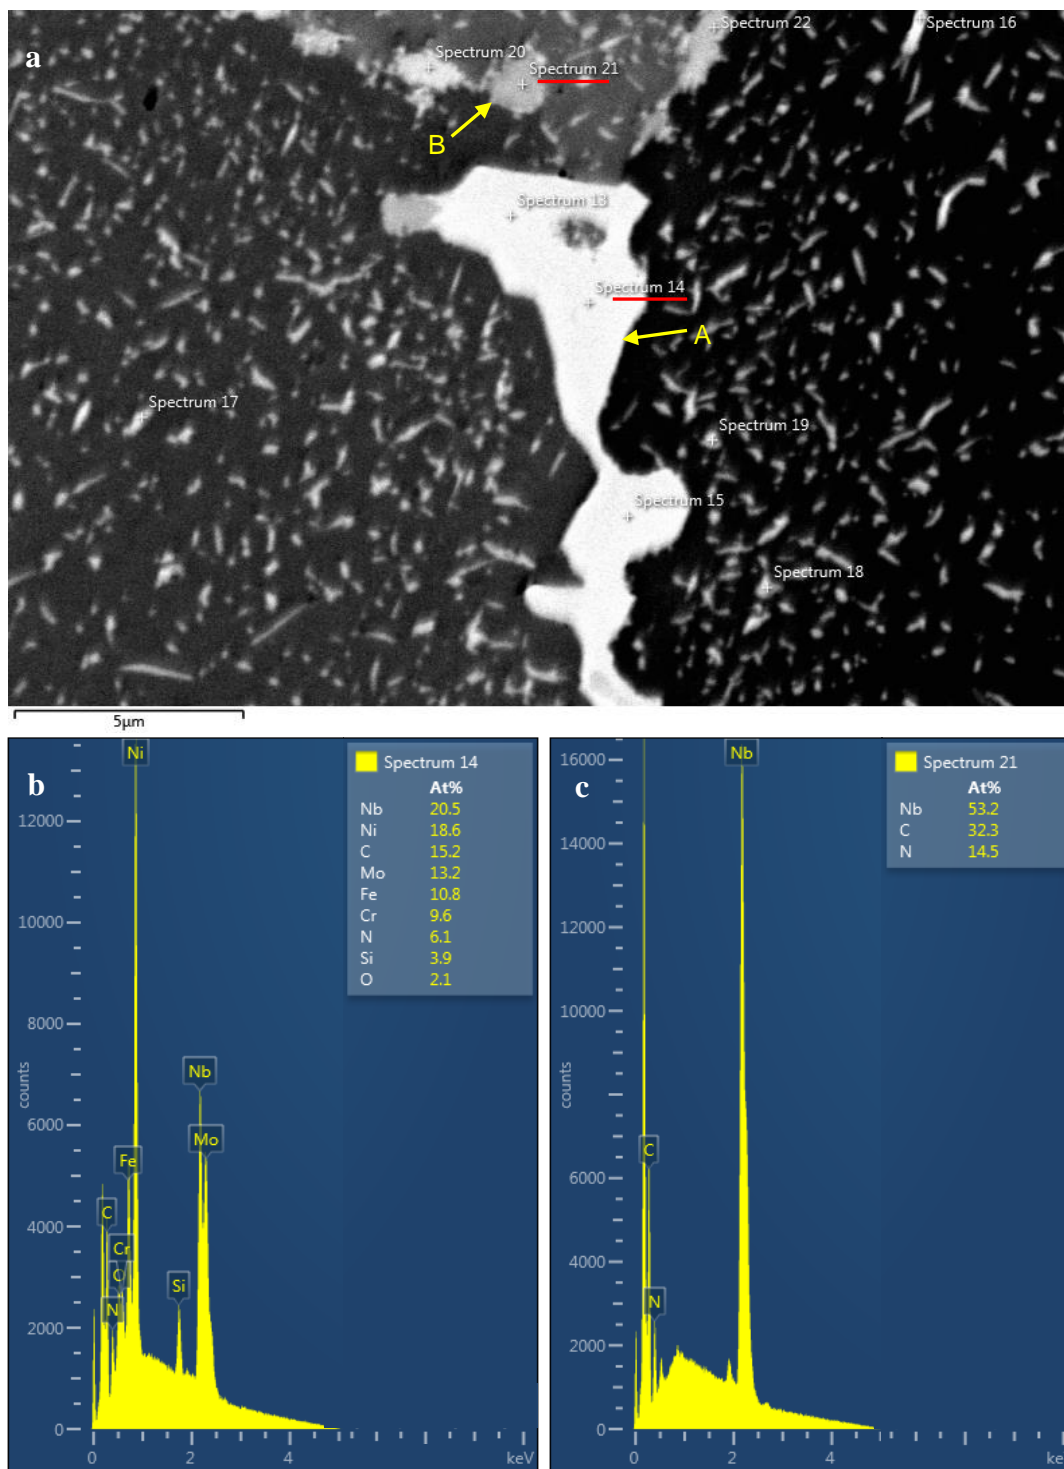 a
Spectrum 22
Spectrum 16
Spectrum 20
Spectrum 21
B
Spectrum 13
Spectrum 14
A
Spectrum 17
Spectrum 19
Spectrum 15
Spectrum 18
5µm
b
Spectrum 14
At%
Nb 20.5
Ni 18.6
C 15.2
Mo 13.2
Fe 10.8
Cr 9.6
N 6.1
Si 3.9
O 2.1
Ni
12000
10000
8000
counts
6000
4000
2000
0
Nb
Mo
Fe
C
Cr
O
N
Si
0 2 4 keV
c
Spectrum 21
At%
Nb 53.2
C 32.3
N 14.5
Nb
16000
14000
12000
10000
counts
6000
4000
2000
0
C
N
0 2 4 ke